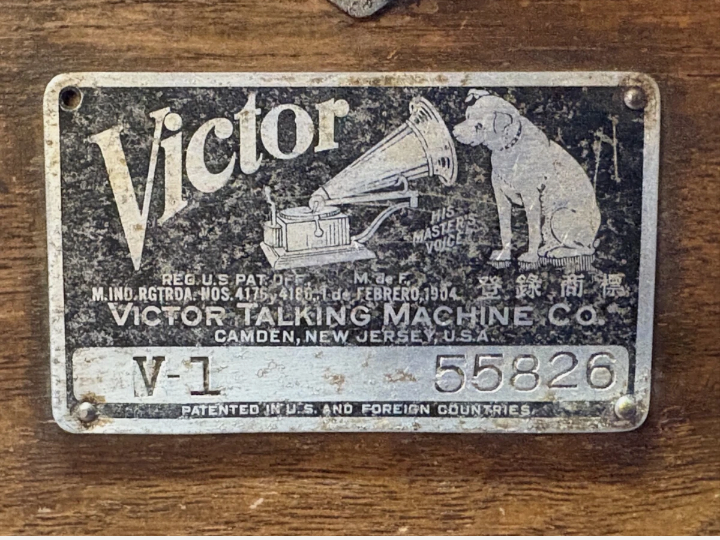 Victor
HIS
MASTER'S
VOICE
REG. U.S. PAT. OFF. M. de F.
M. IND. RGTRDA. NOS. 4175, 4186, 1 de FEBRERO, 1904. 登錄商標
VICTOR TALKING MACHINE CO.
CAMDEN, NEW JERSEY, U.S.A.
V-1 55826
PATENTED IN U.S. AND FOREIGN COUNTRIES.